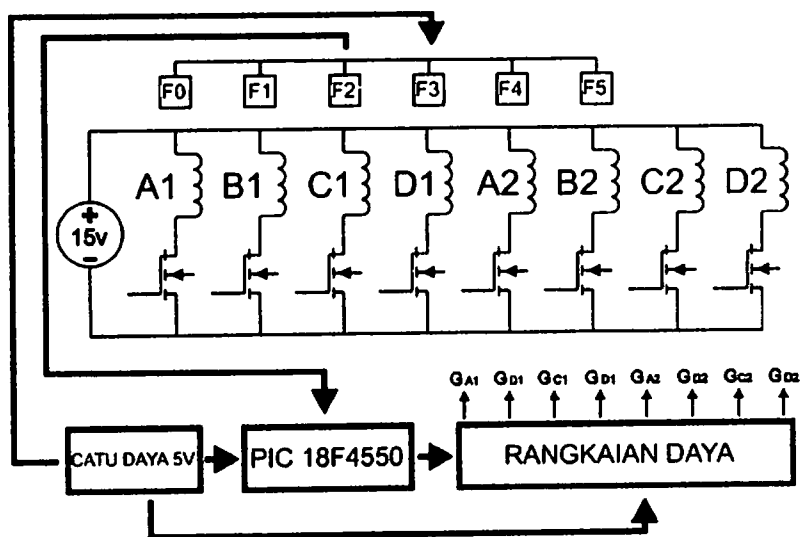 F0 F1 F2 F3 F4 F5
A1 B1 C1 D1 A2 B2 C2 D2
+
15v
−
GA1 GD1 GC1 GD1 GA2 GD2 GC2 GD2
CATU DAYA 5V PIC 18F4550 RANGKAIAN DAYA